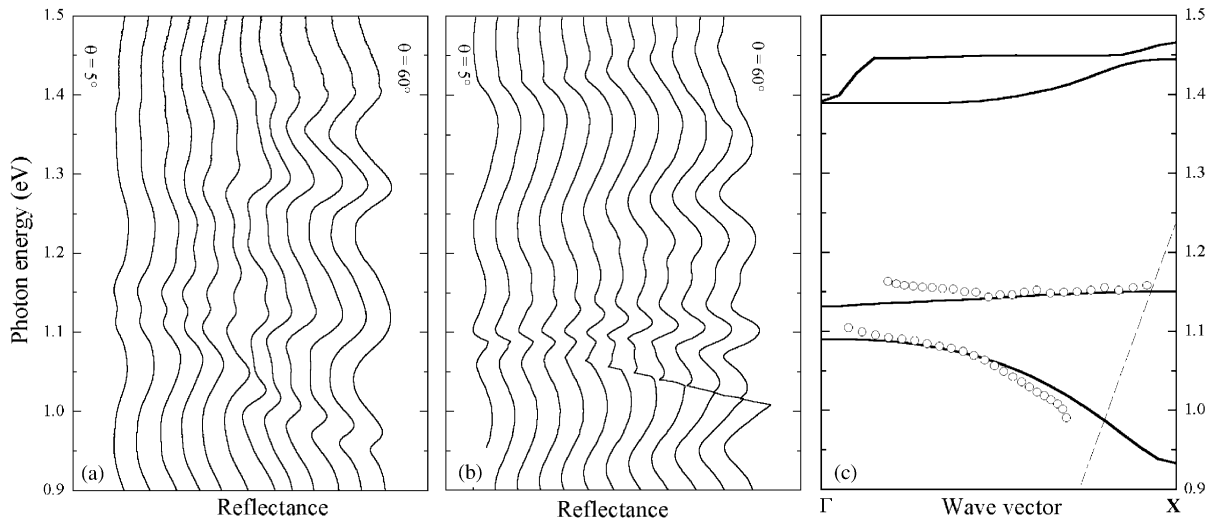 Photon energy (eV)
1.5
1.4
1.3
1.2
1.1
1.0
0.9
θ = 5°
θ = 60°
(a)
Reflectance
θ = 5°
θ = 60°
(b)
Reflectance
(c)
1.5
1.4
1.3
1.2
1.1
1.0
0.9
Γ
Wave vector
X